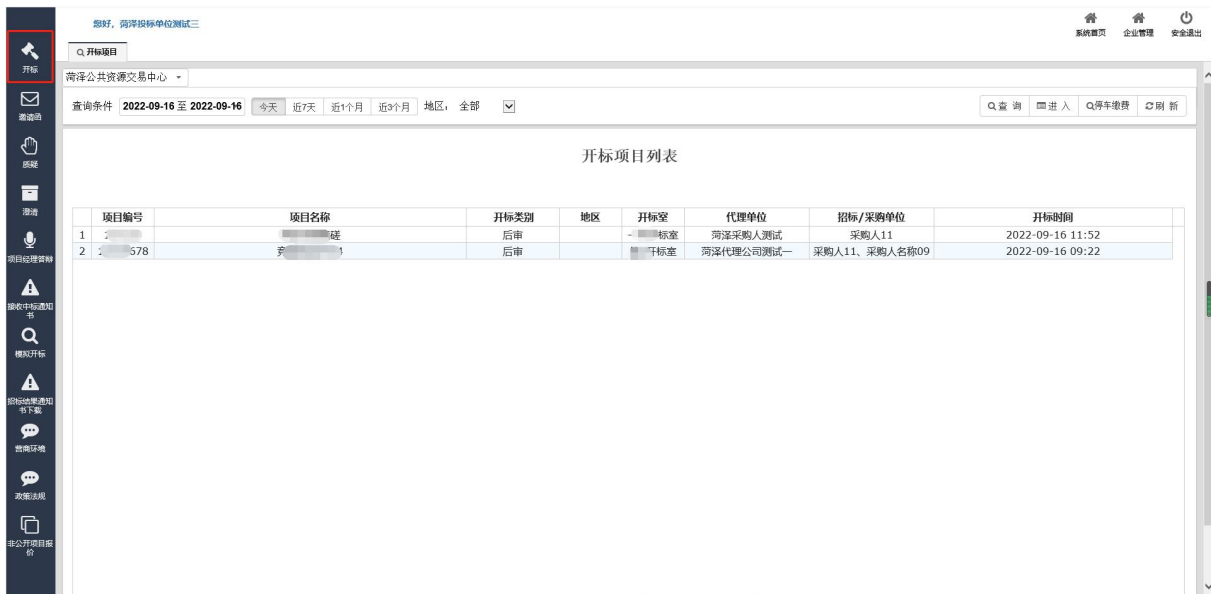 您好，菏泽投标单位测试三
系统首页 企业管理 安全退出
开标
邀请函
质疑
澄清
项目经理答辩
接收中标通知
书
模拟开标
招标结果通知
书下载
营商环境
政策法规
非公开项目报
价
开标项目
菏泽公共资源交易中心
查询条件 2022-09-16 至 2022-09-16 今天 近7天 近1个月 近3个月 地区： 全部 查 询 进 入 停车缴费 刷 新
开标项目列表
项目编号 项目名称 开标类别 地区 开标室 代理单位 招标/采购单位 开标时间
1 磋 后审 标室 菏泽采购人测试 采购人11 2022-09-16 11:52
2 678 后审 开标室 菏泽代理公司测试一 采购人11、采购人名称09 2022-09-16 09:22